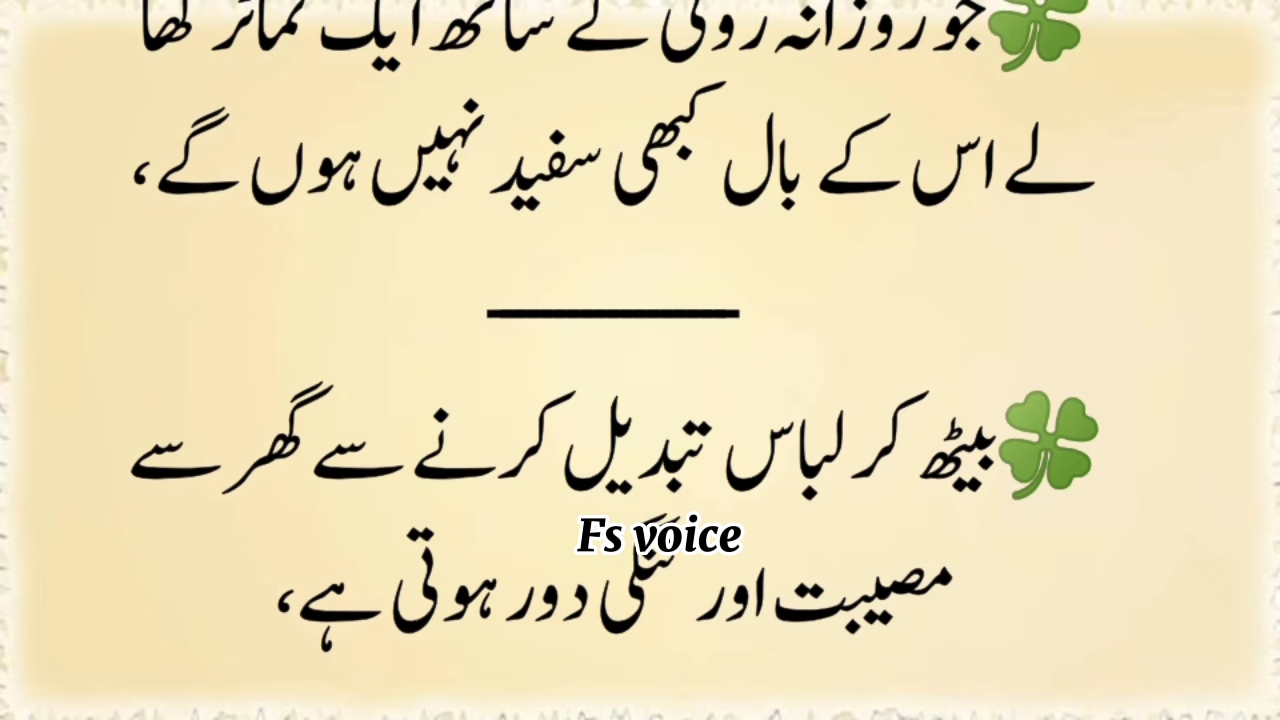 جو روزانہ روٹی کے ساتھ ایک ٹماٹر کھا
لے اس کے بال کبھی سفید نہیں ہوں گے،
بیٹھ کر لباس تبدیل کرنے سے گھر سے
Fs voice
مصیبت اور تنگی دور ہوتی ہے،